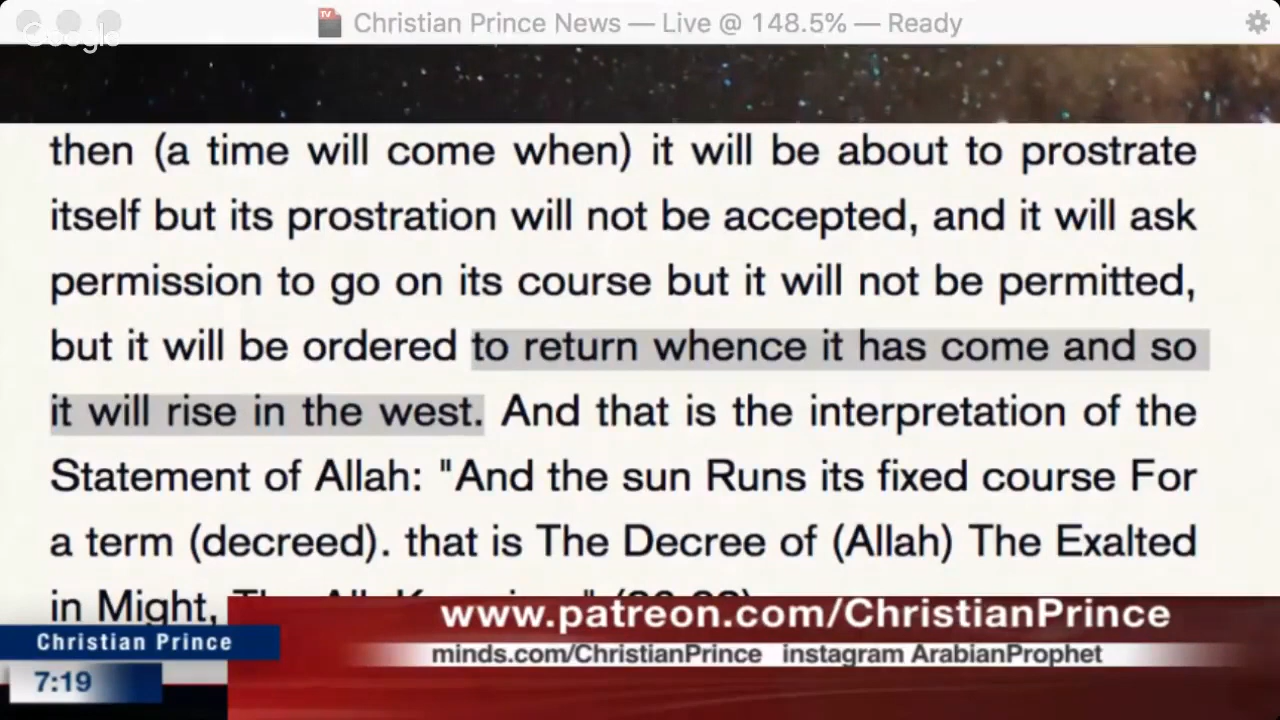 Christian Prince News — Live @ 148.5% — Ready
Google
then (a time will come when) it will be about to prostrate
itself but its prostration will not be accepted, and it will ask
permission to go on its course but it will not be permitted,
but it will be ordered to return whence it has come and so
it will rise in the west. And that is the interpretation of the
Statement of Allah: "And the sun Runs its fixed course For
a term (decreed). that is The Decree of (Allah) The Exalted
in Might,
www.patreon.com/ChristianPrince
Christian Prince
minds.com/ChristianPrince instagram ArabianProphet
7:19